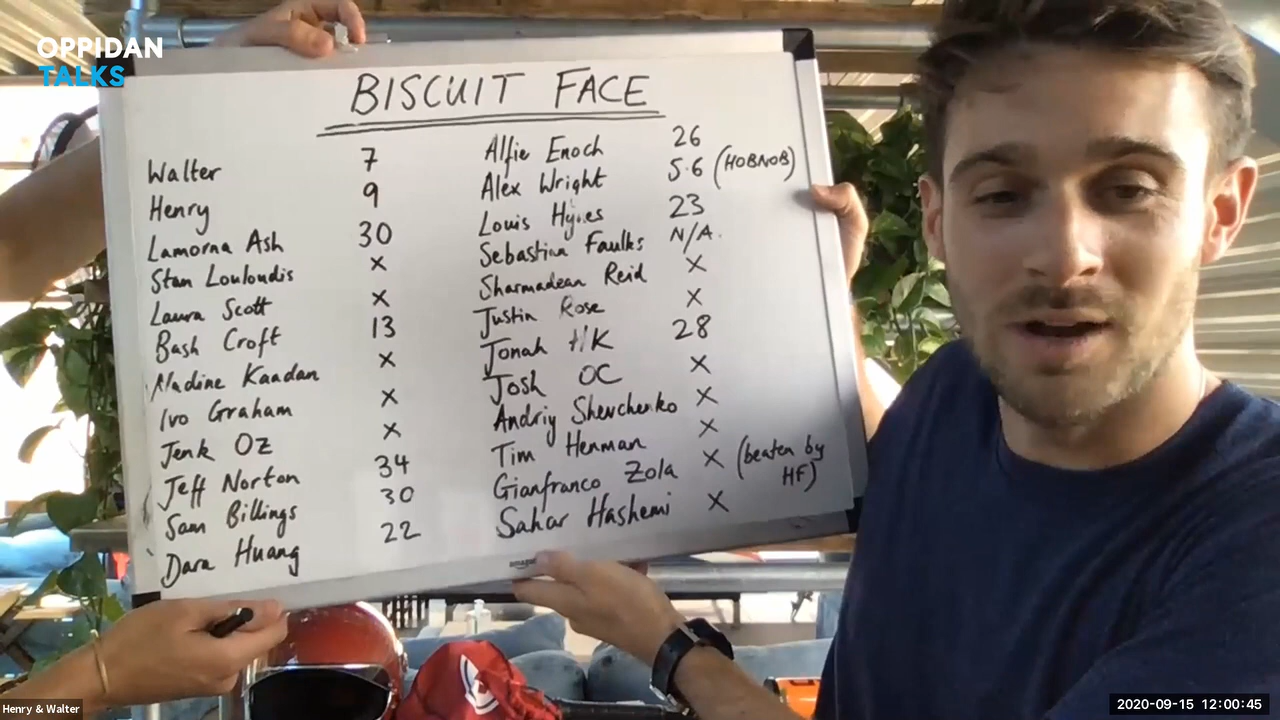 OPPIDAN
TALKS
BISCUIT FACE
Walter 7
Henry 9
Lamorna Ash 30
Stan Louloudis X
Laura Scott X
Bash Croft 13
Nadine Kaadan X
Ivo Graham X
Jenk Oz X
Jeff Norton 34
Sam Billings 30
Dara Huang 22
Alfie Enoch 26
Alex Wright 5.6 (HOBNOB)
Louis Hynes 23
Sebastian Faulks N/A.
Sharmadean Reid X
Justin Rose X
Jonah HK 28
Josh OC X
Andriy Shevchenko X
Tim Henman X
Gianfranco Zola X (beaten by
HF)
Sahar Hashemi X
amazon
Henry & Walter
2020-09-15 12:00:45